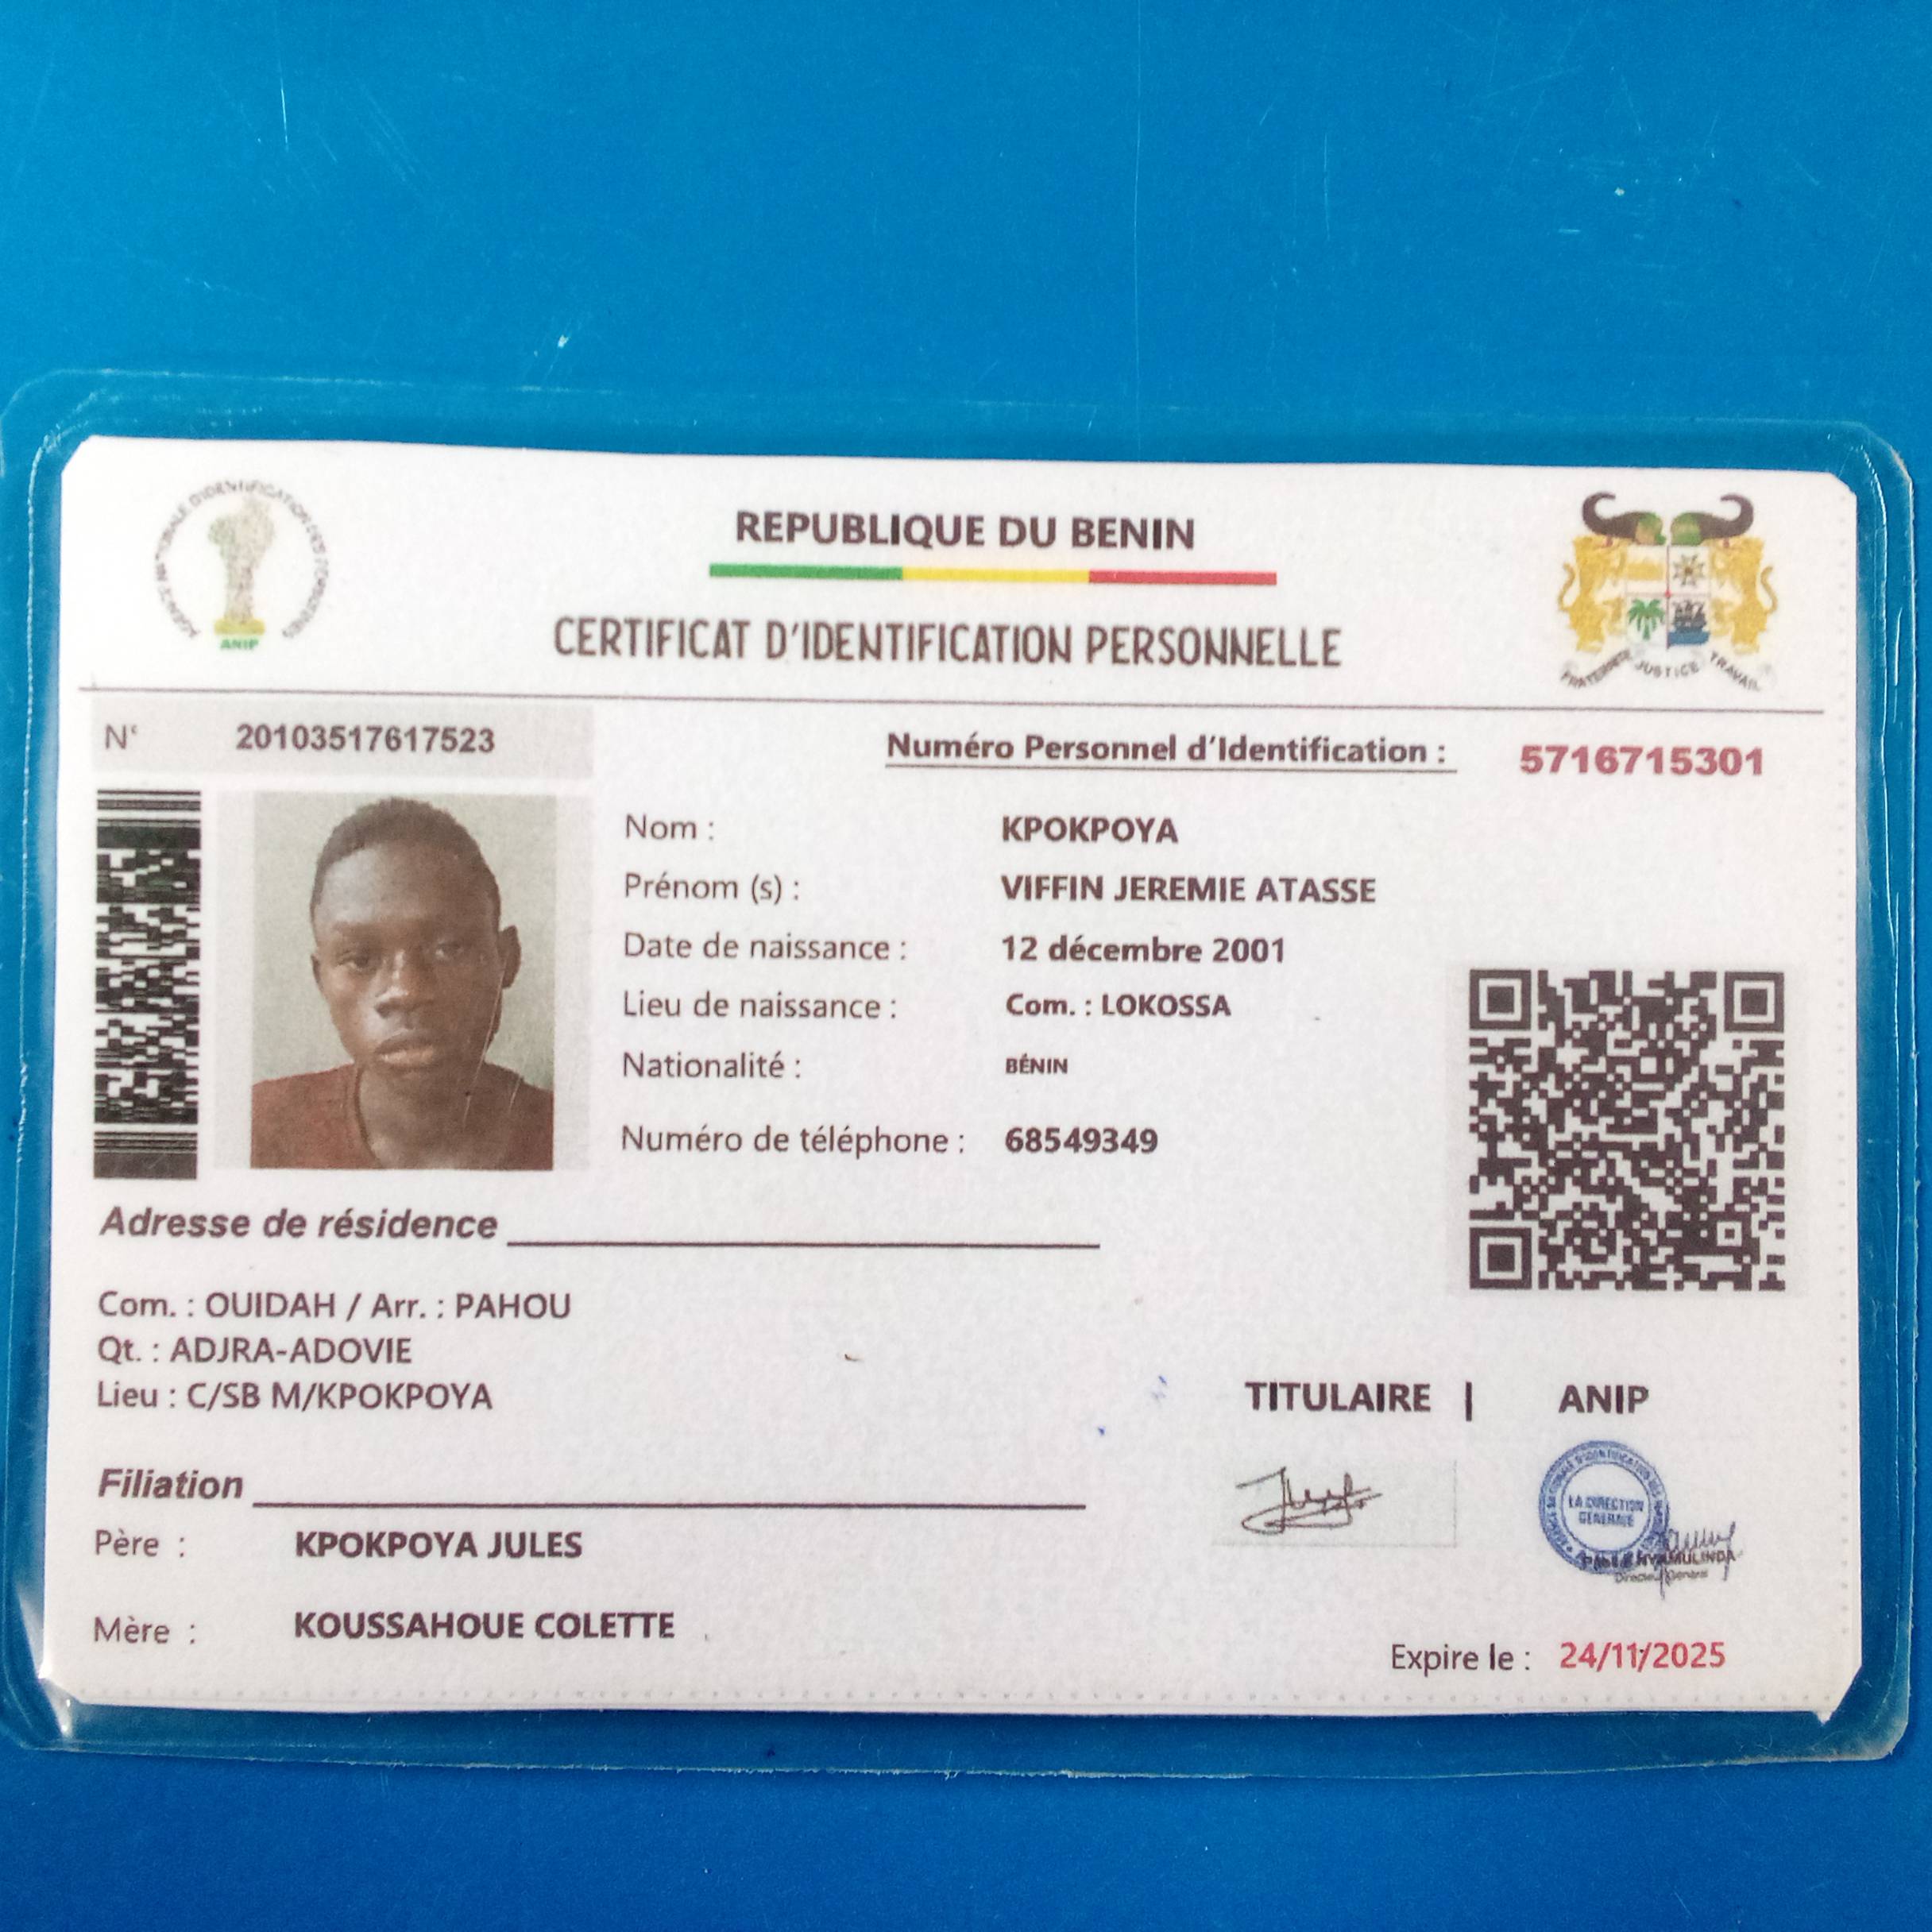 AGENCE NATIONALE D'IDENTIFICATION DES PERSONNES
ANIP
REPUBLIQUE DU BENIN
CERTIFICAT D'IDENTIFICATION PERSONNELLE
FRATERNITE JUSTICE TRAVAIL
N° 20103517617523
Numéro Personnel d'Identification : 5716715301
Nom : KPOKPOYA
Prénom (s) : VIFFIN JEREMIE ATASSE
Date de naissance : 12 décembre 2001
Lieu de naissance : Com. : LOKOSSA
Nationalité : BÉNIN
Numéro de téléphone : 68549349
Adresse de résidence
Com. : OUIDAH / Arr. : PAHOU
Qt. : ADJRA-ADOVIE
Lieu : C/SB M/KPOKPOYA
TITULAIRE | ANIP
LA DIRECTION
GENERALE
Directeur Général
Filiation
Père : KPOKPOYA JULES
Mère : KOUSSAHOUE COLETTE
Expire le : 24/11/2025